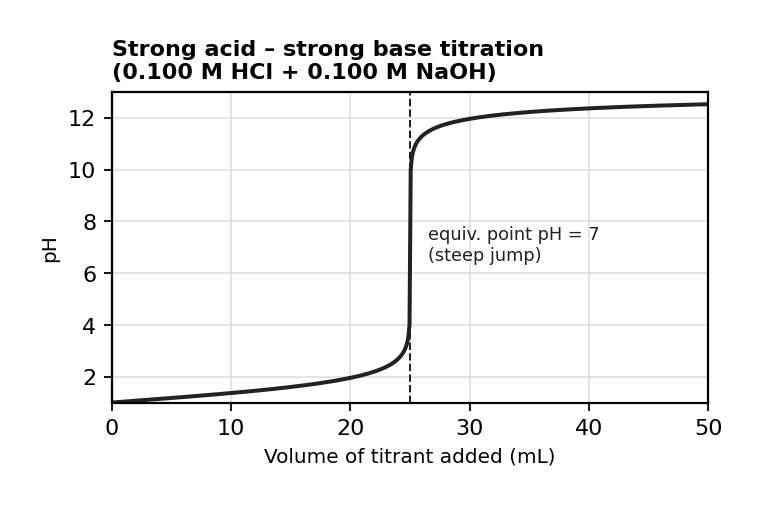 Strong acid – strong base titration
(0.100 M HCl + 0.100 M NaOH)
12
10
8
6
4
2
pH
equiv. point pH = 7
(steep jump)
0 10 20 30 40 50
Volume of titrant added (mL)